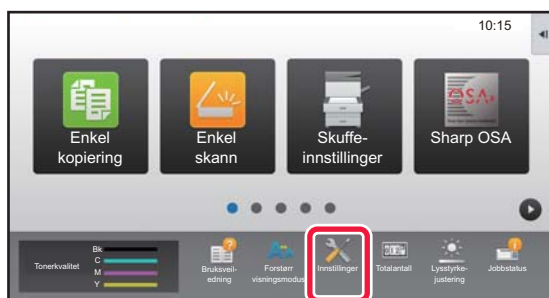 10:15
Enkel
kopiering
Enkel
skann
Skuffe-
innstillinger
OSA
Sharp OSA
Tonerkvalitet
Bk
C
M
Y
Bruksveil-
edning
Forstørr
visningsmodus
Innstillinger
Totalantall
Lysstyrke-
justering
Jobbstatus